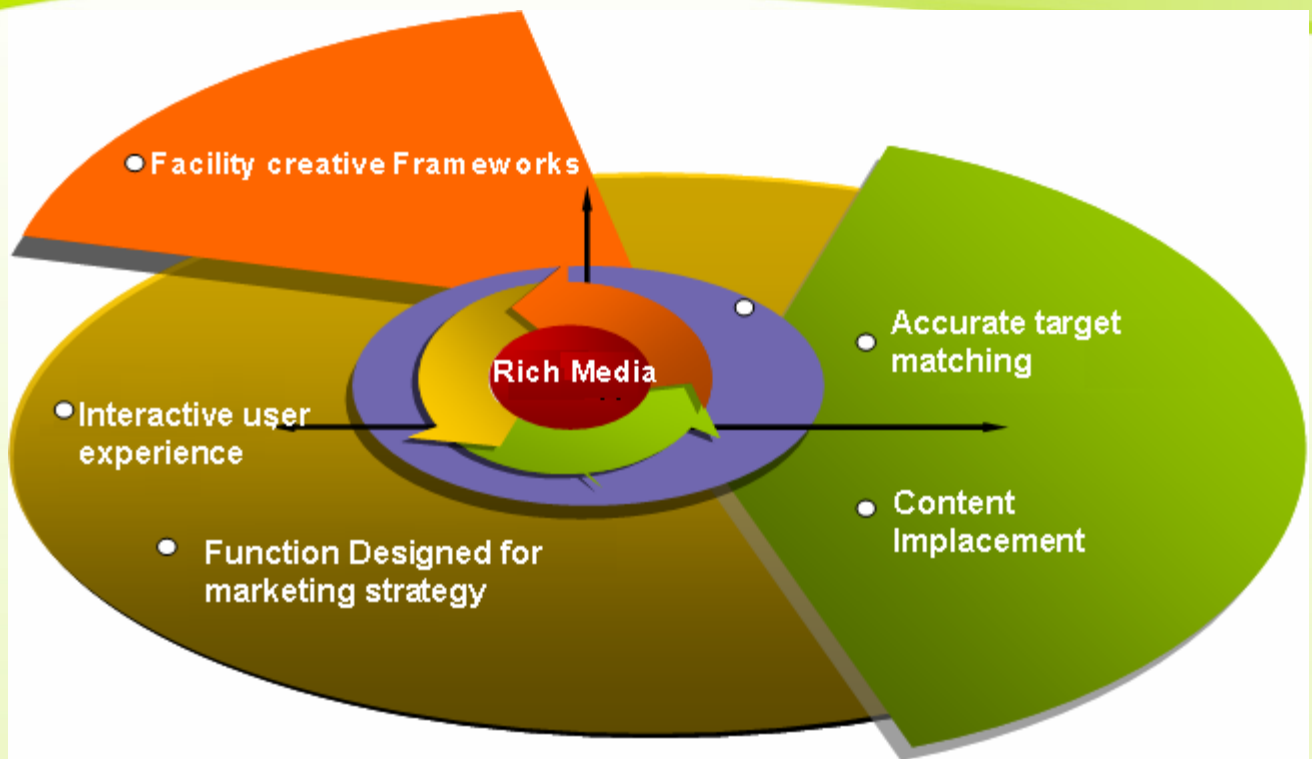 Facility creative Frameworks
Rich Media
Accurate target
matching
Interactive user
experience
Content
Implacement
Function Designed for
marketing strategy